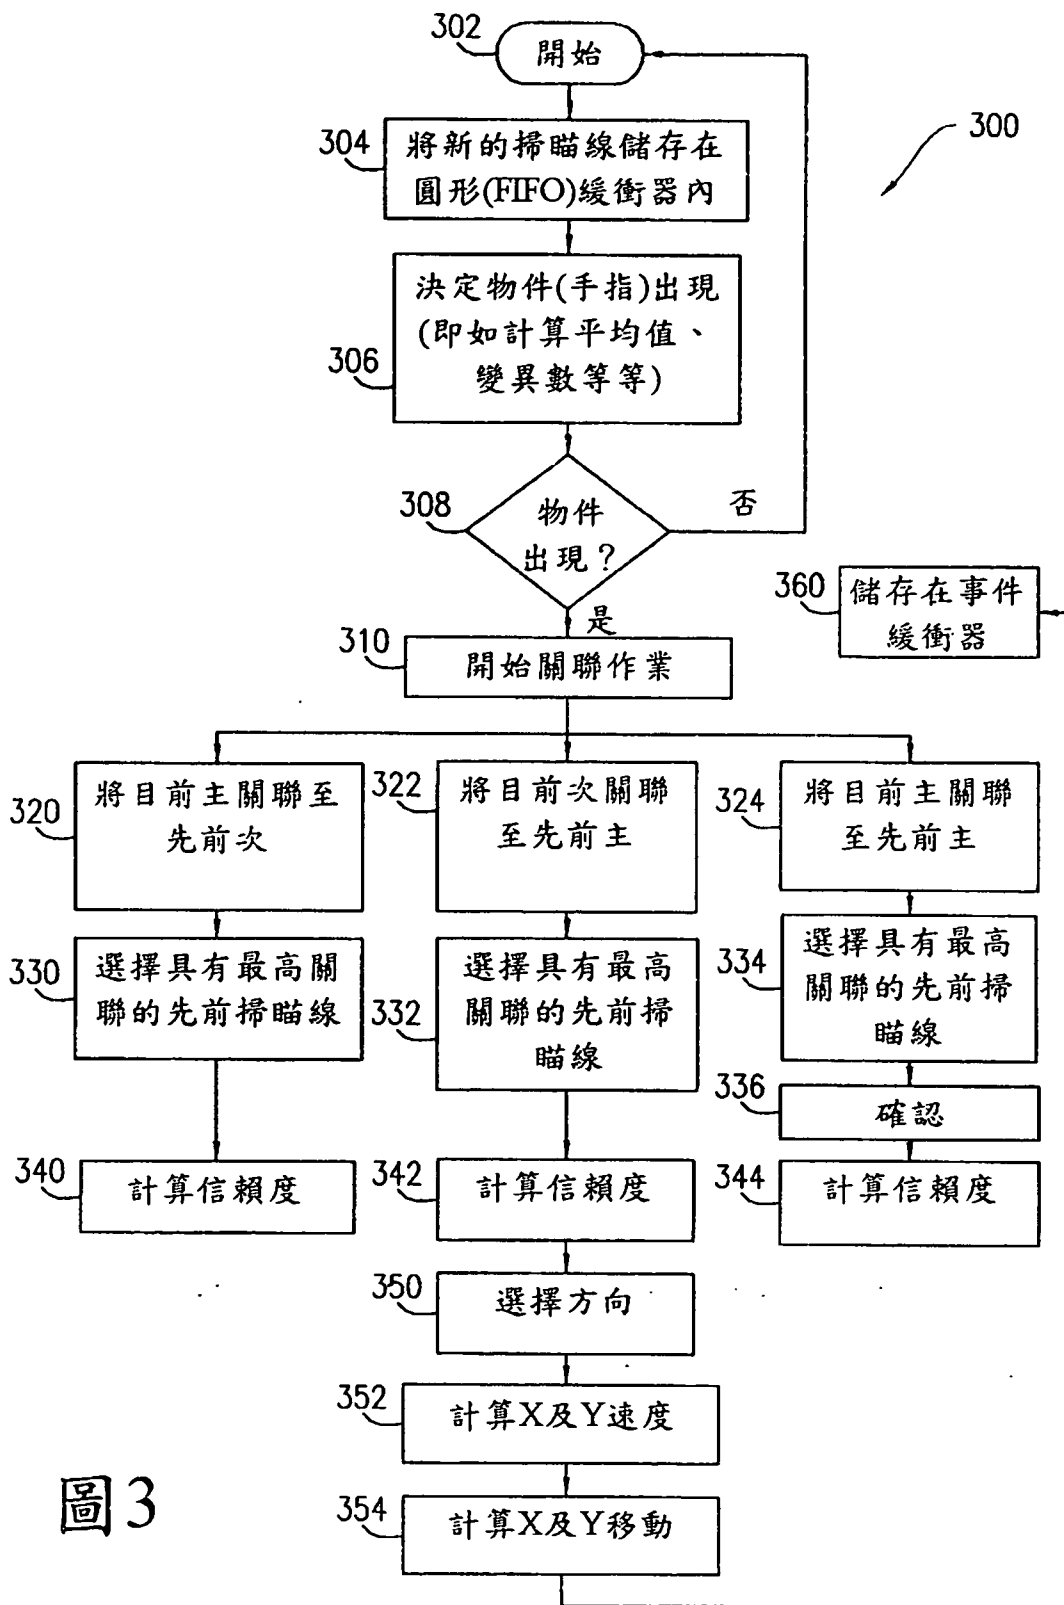 302
開始
300
304
將新的掃瞄線儲存在
圓形(FIFO)緩衝器內
306
決定物件(手指)出現
(即如計算平均值、
變異數等等)
308
物件
出現？
否
是
360
儲存在事件
緩衝器
310
開始關聯作業
320
將目前主關聯至
先前次
322
將目前次關聯
至先前主
324
將目前主關聯
至先前主
330
選擇具有最高關
聯的先前掃瞄線
332
選擇具有最高
關聯的先前掃
瞄線
334
選擇具有最高
關聯的先前掃
瞄線
336
確認
340
計算信賴度
342
計算信賴度
344
計算信賴度
350
選擇方向
352
計算X及Y速度
354
計算X及Y移動
圖3